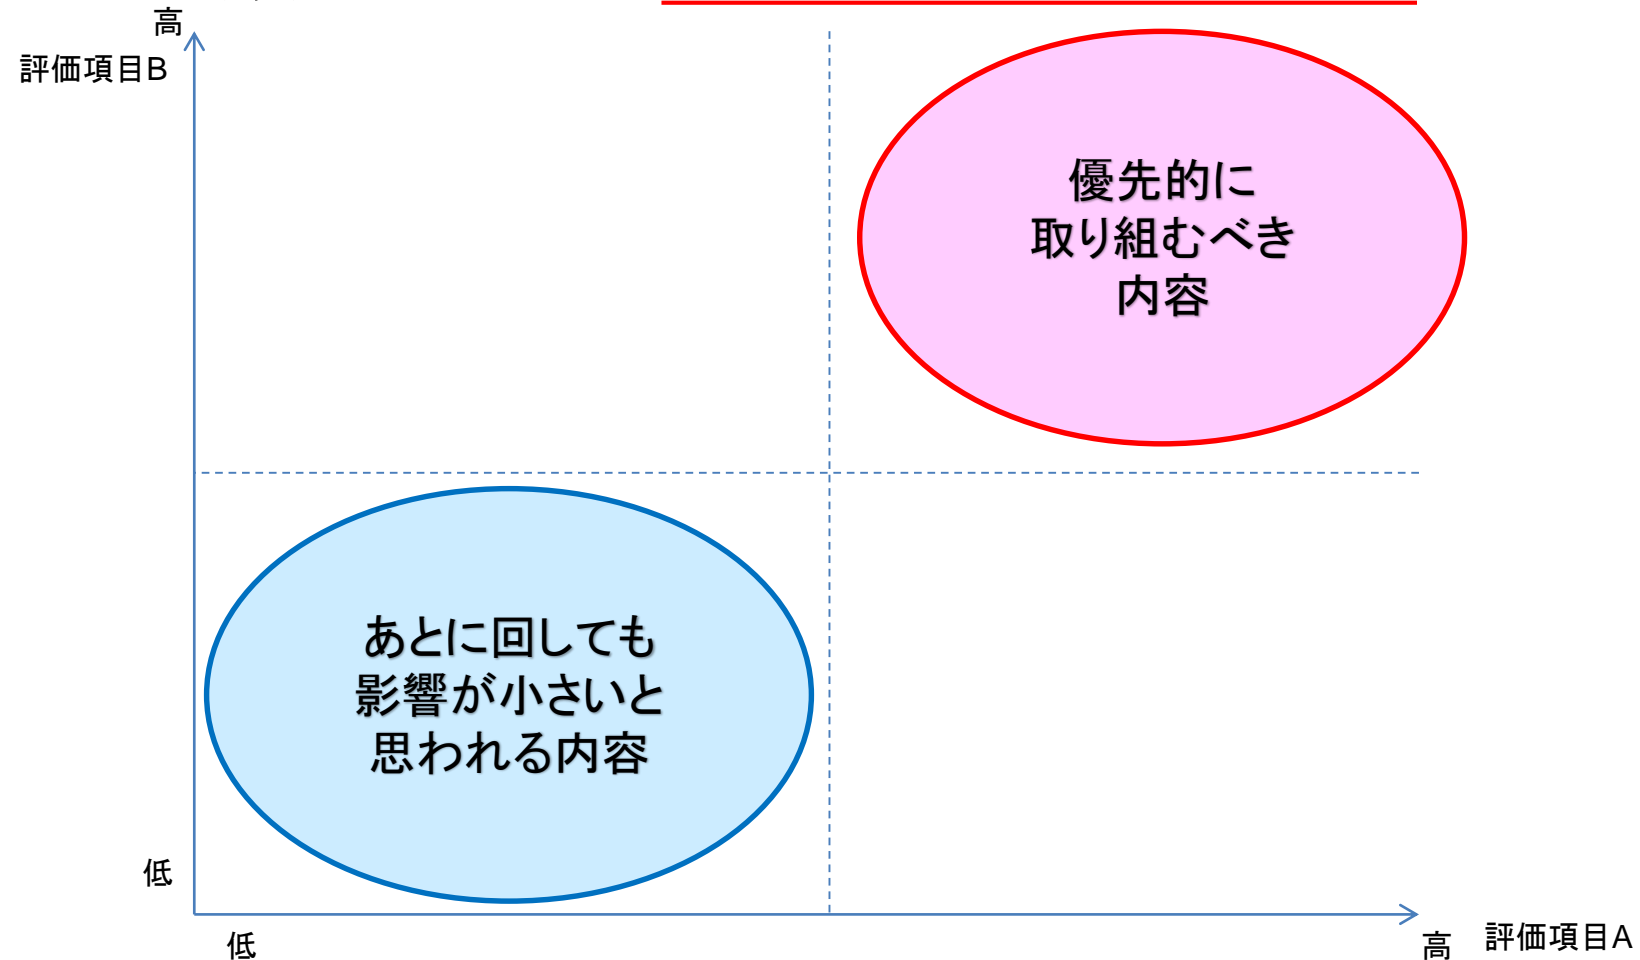 高
評価項目B
優先的に
取り組むべき
内容
あとに回しても
影響が小さいと
思われる内容
低
低
高
評価項目A